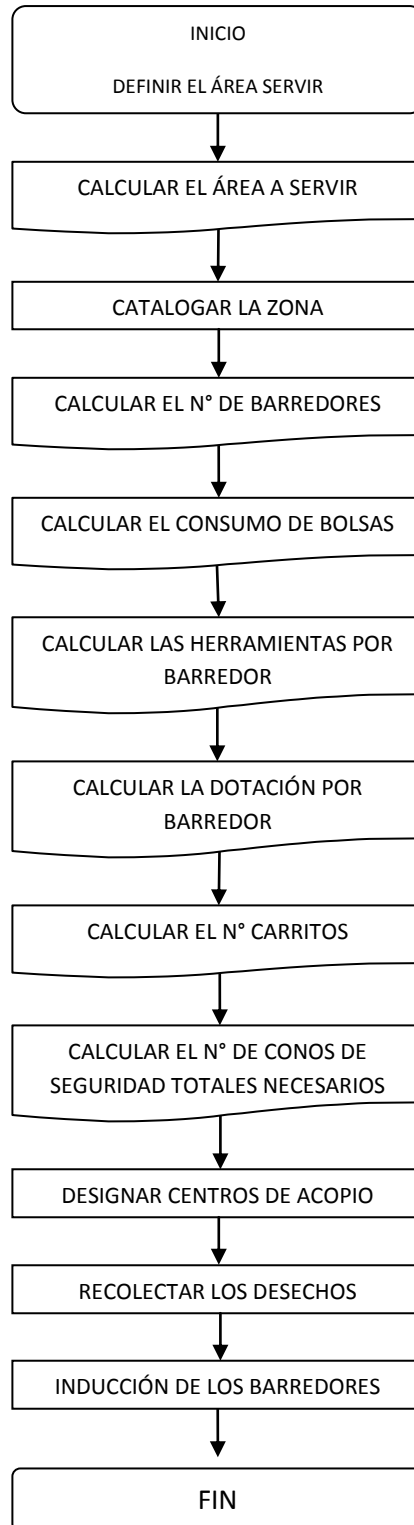 INICIO
DEFINIR EL ÁREA SERVIR
CALCULAR EL ÁREA A SERVIR
CATALOGAR LA ZONA
CALCULAR EL N° DE BARREDORES
CALCULAR EL CONSUMO DE BOLSAS
CALCULAR LAS HERRAMIENTAS POR
BARREDOR
CALCULAR LA DOTACIÓN POR
BARREDOR
CALCULAR EL N° CARRITOS
CALCULAR EL N° DE CONOS DE
SEGURIDAD TOTALES NECESARIOS
DESIGNAR CENTROS DE ACOPIO
RECOLECTAR LOS DESECHOS
INDUCCIÓN DE LOS BARREDORES
FIN